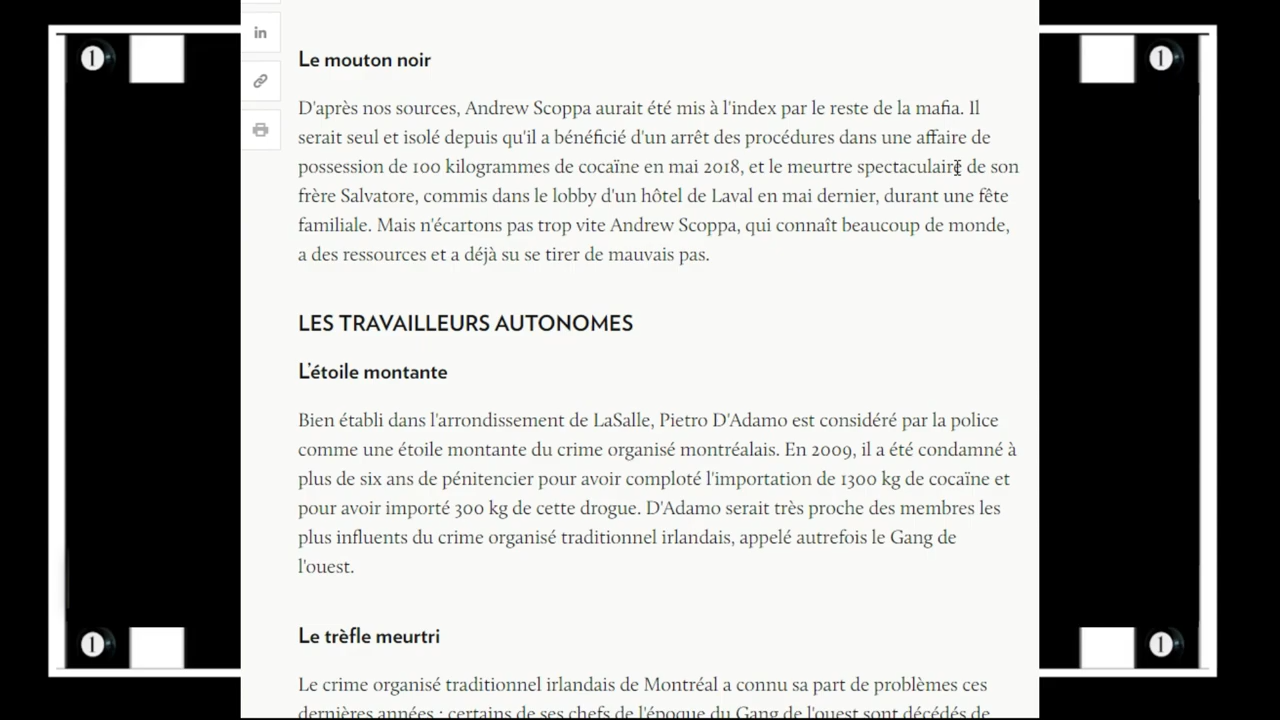 1
1
in
Le mouton noir
D'après nos sources, Andrew Scoppa aurait été mis à l'index par le reste de la mafia. Il
serait seul et isolé depuis qu'il a bénéficié d'un arrêt des procédures dans une affaire de
possession de 100 kilogrammes de cocaïne en mai 2018, et le meurtre spectaculaire de son
frère Salvatore, commis dans le lobby d'un hôtel de Laval en mai dernier, durant une fête
familiale. Mais n'écartons pas trop vite Andrew Scoppa, qui connaît beaucoup de monde,
a des ressources et a déjà su se tirer de mauvais pas.
LES TRAVAILLEURS AUTONOMES
L'étoile montante
Bien établi dans l'arrondissement de LaSalle, Pietro D'Adamo est considéré par la police
comme une étoile montante du crime organisé montréalais. En 2009, il a été condamné à
plus de six ans de pénitencier pour avoir comploté l'importation de 1300 kg de cocaïne et
pour avoir importé 300 kg de cette drogue. D'Adamo serait très proche des membres les
plus influents du crime organisé traditionnel irlandais, appelé autrefois le Gang de
l'ouest.
Le trèfle meurtri
Le crime organisé traditionnel irlandais de Montréal a connu sa part de problèmes ces
dernières années : certains de ses chefs de l'époque du Gang de l'ouest sont décédés de
1
1